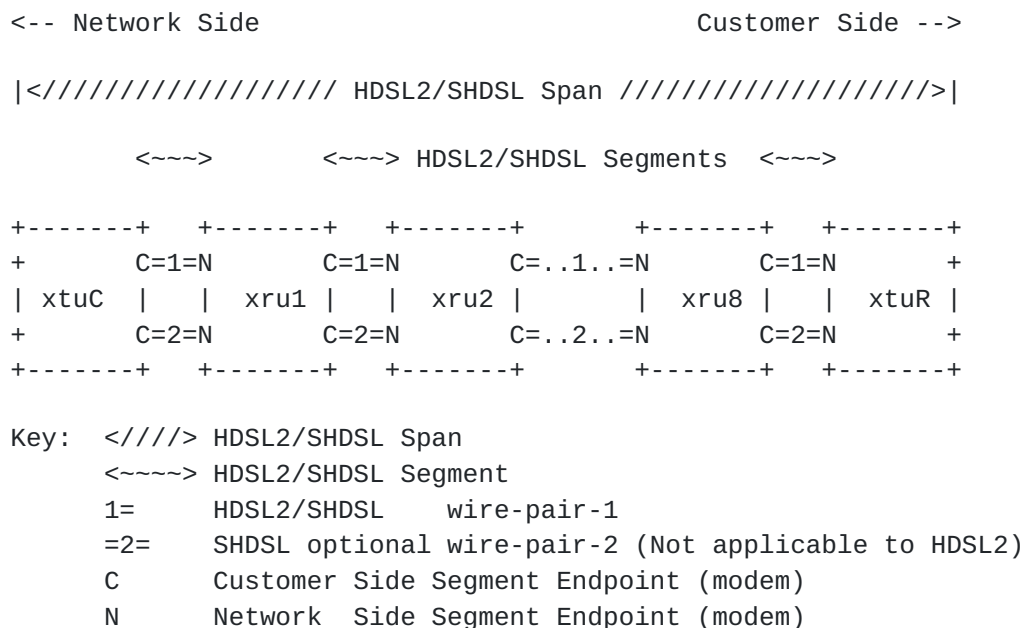 <-- Network Side                            Customer Side -->
|</////////////////// HDSL2/SHDSL Span ///////////////////>|
<~~~>       <~~~> HDSL2/SHDSL Segments  <~~~>
+-------+   +-------+   +-------+       +-------+   +-------+
+       C=1=N       C=1=N       C=..1..=N       C=1=N       +
| xtuC  |   |  xru1 |   |  xru2 |       |  xru8 |   |  xtuR |
+       C=2=N       C=2=N       C=..2..=N       C=2=N       +
+-------+   +-------+   +-------+       +-------+   +-------+
Key:  <////> HDSL2/SHDSL Span
<~~~~> HDSL2/SHDSL Segment
1=     HDSL2/SHDSL    wire-pair-1
=2=    SHDSL optional wire-pair-2 (Not applicable to HDSL2)
C      Customer Side Segment Endpoint (modem)
N      Network  Side Segment Endpoint (modem)